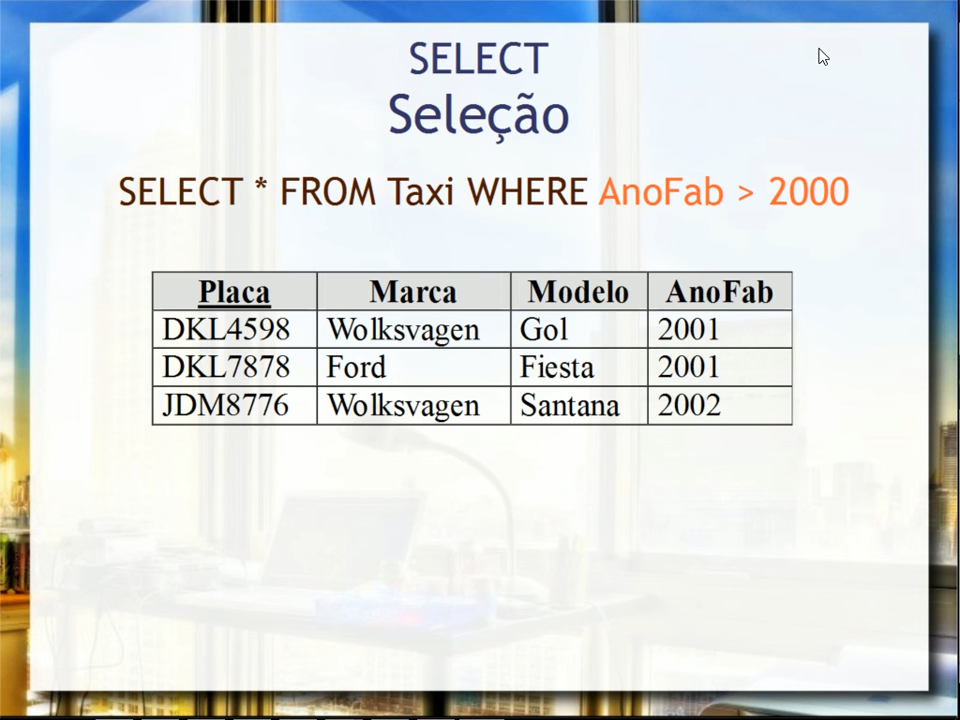 SELECT
Seleção
SELECT * FROM Taxi WHERE AnoFab > 2000
Placa Marca Modelo AnoFab
DKL4598 Wolksvagen Gol 2001
DKL7878 Ford Fiesta 2001
JDM8776 Wolksvagen Santana 2002